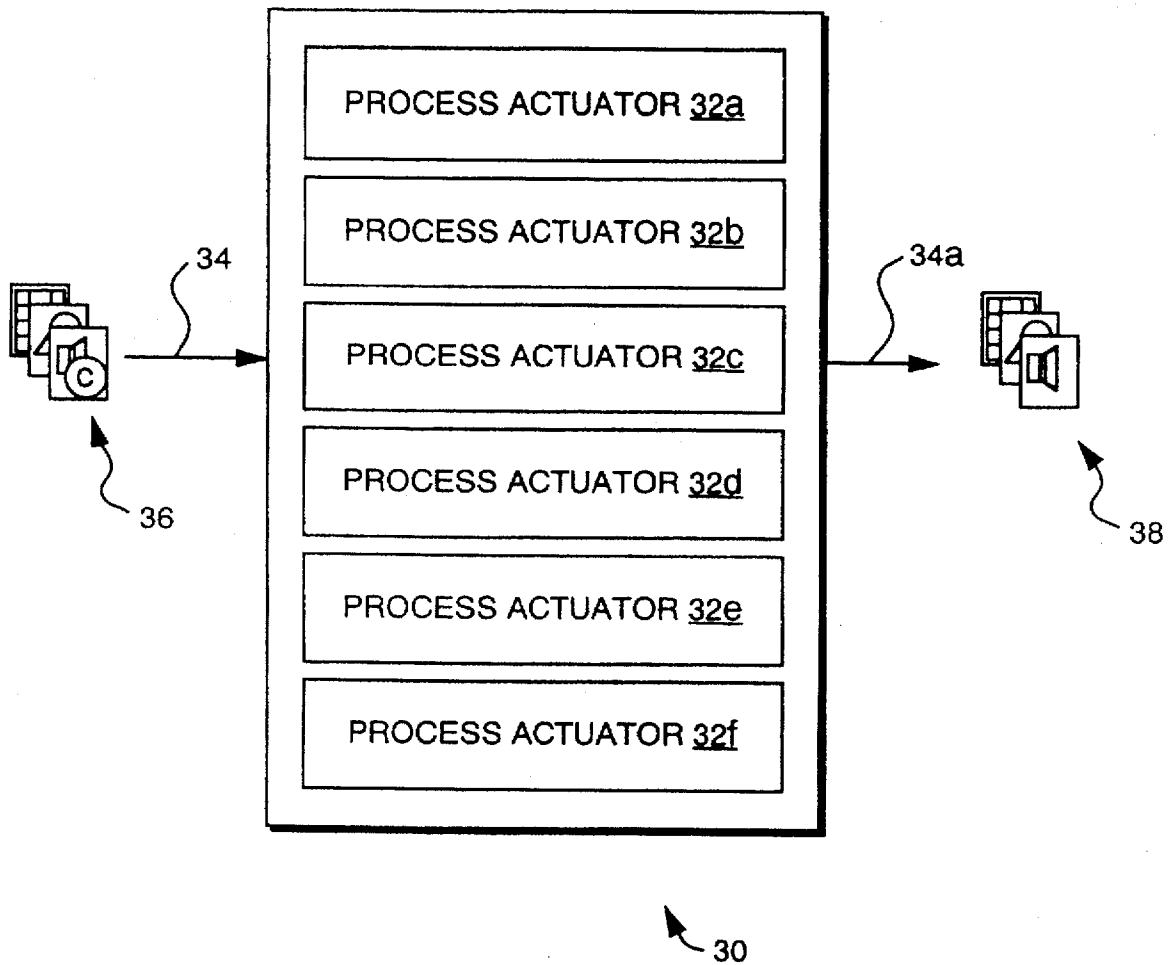 PROCESS ACTUATOR 32a
PROCESS ACTUATOR 32b
34
34a
PROCESS ACTUATOR 32c
C
36
PROCESS ACTUATOR 32d
38
PROCESS ACTUATOR 32e
PROCESS ACTUATOR 32f
30